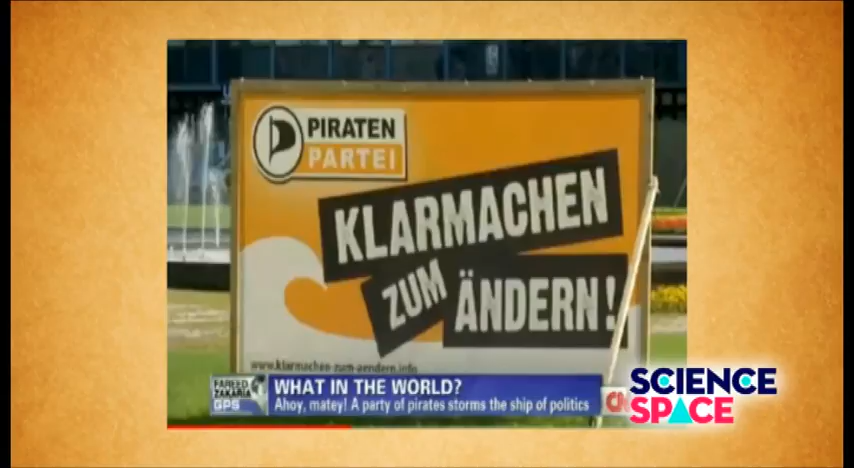 PIRATEN
PARTEI
KLARMACHEN
ZUM
ÄNDERN!
www.klarmachen-zum-aendern.info
FAREED
ZAKARIA
GPS
WHAT IN THE WORLD?
Ahoy, matey! A party of pirates storms the ship of politics
CN
SCIENCE
SPACE